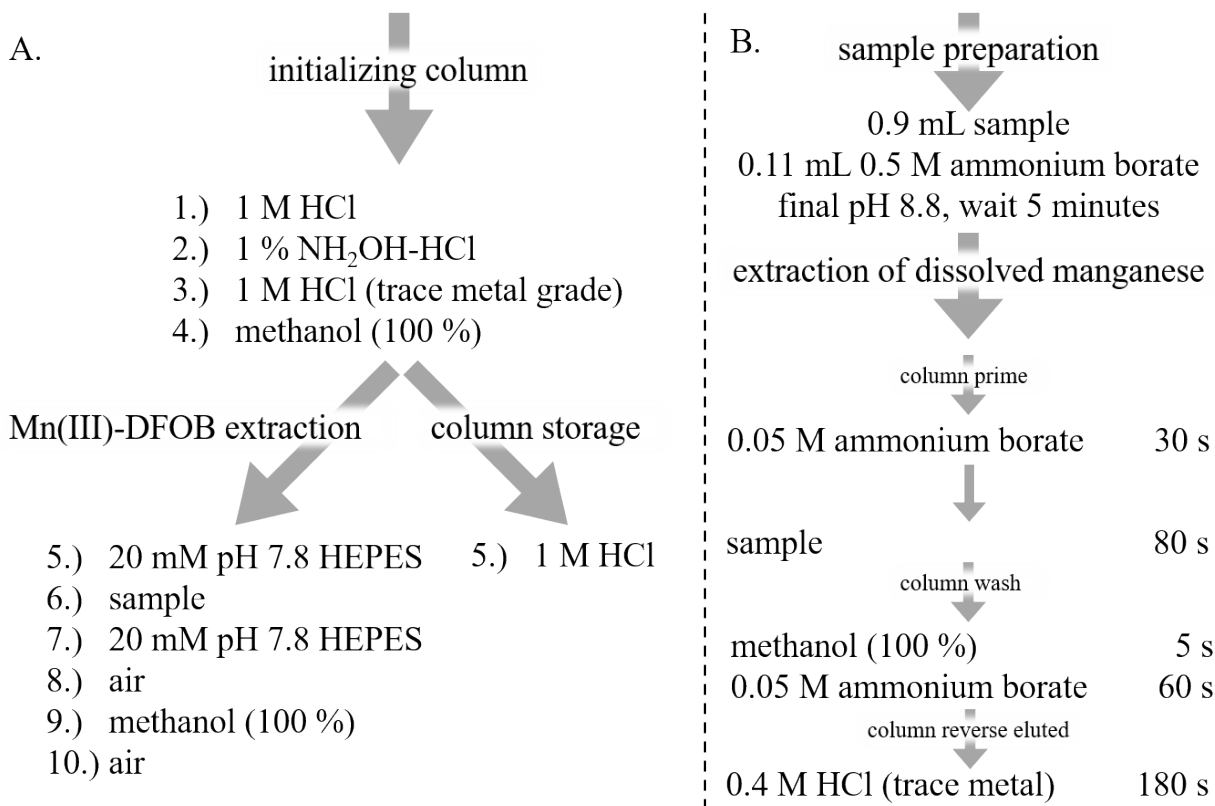 A.
initializing column
1.) 1 M HCl
2.) 1 % NH₂OH-HCl
3.) 1 M HCl (trace metal grade)
4.) methanol (100 %)
Mn(III)-DFOB extraction
column storage
5.) 20 mM pH 7.8 HEPES
6.) sample
7.) 20 mM pH 7.8 HEPES
8.) air
9.) methanol (100 %)
10.) air
5.) 1 M HCl
B.
sample preparation
0.9 mL sample
0.11 mL 0.5 M ammonium borate
final pH 8.8, wait 5 minutes
extraction of dissolved manganese
column prime
0.05 M ammonium borate 30 s
sample 80 s
column wash
methanol (100 %) 5 s
0.05 M ammonium borate 60 s
column reverse eluted
0.4 M HCl (trace metal) 180 s